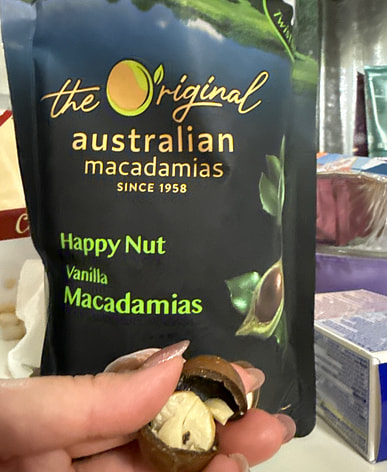 the Original
australian
macadamias
SINCE 1958
Happy Nut
Vanilla
Macadamias